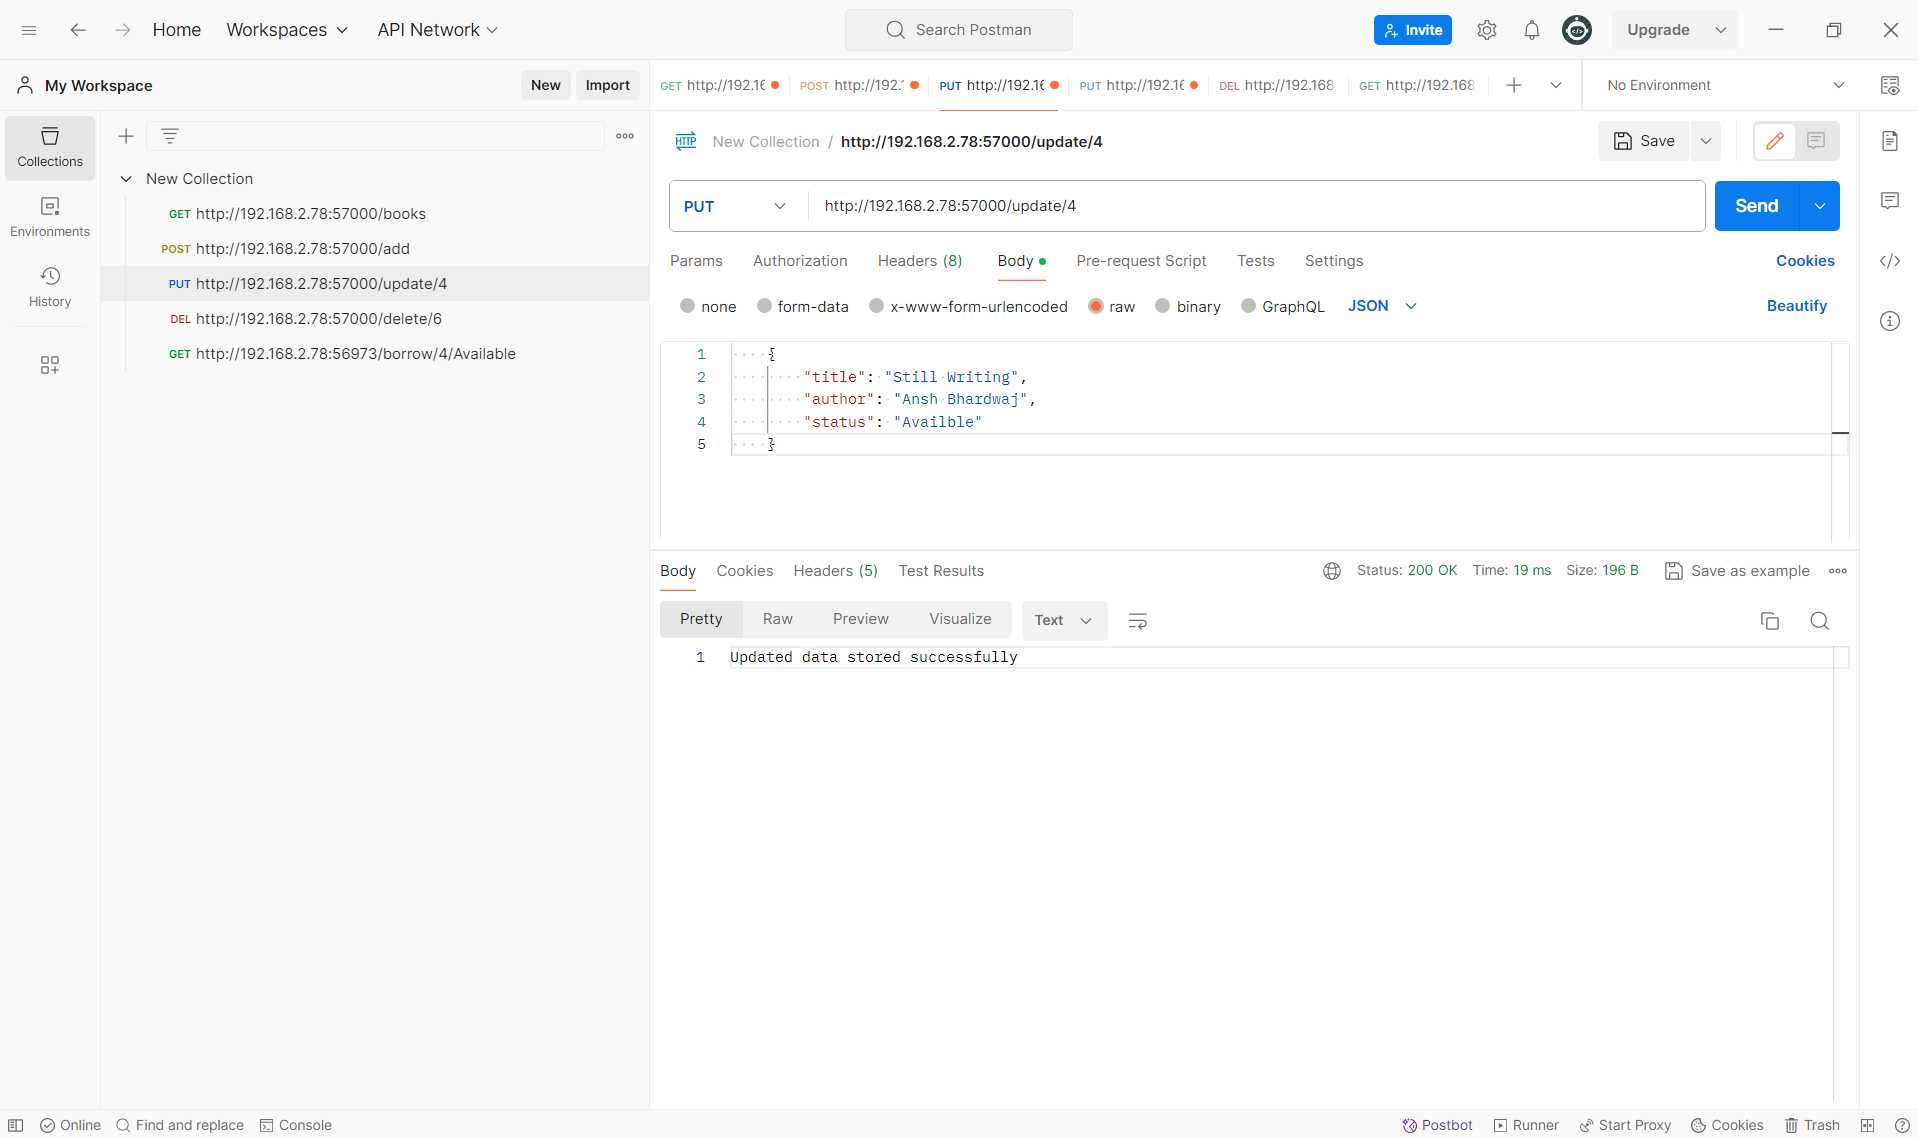 Home Workspaces API Network Search Postman Invite Upgrade
My Workspace New Import GET http://192.16 POST http://192.1 PUT http://192.16 PUT http://192.16 DEL http://192.168 GET http://192.168 No Environment
Collections
Environments
History
New Collection
GET http://192.168.2.78:57000/books
POST http://192.168.2.78:57000/add
PUT http://192.168.2.78:57000/update/4
DEL http://192.168.2.78:57000/delete/6
GET http://192.168.2.78:56973/borrow/4/Available
HTTP New Collection / http://192.168.2.78:57000/update/4 Save
PUT http://192.168.2.78:57000/update/4 Send
Params Authorization Headers (8) Body Pre-request Script Tests Settings Cookies
none form-data x-www-form-urlencoded raw binary GraphQL JSON Beautify
1 {
2 "title": "Still Writing",
3 "author": "Ansh Bhardwaj",
4 "status": "Availble"
5 }
Body Cookies Headers (5) Test Results Status: 200 OK Time: 19 ms Size: 196 B Save as example
Pretty Raw Preview Visualize Text
1 Updated data stored successfully
Online Find and replace Console Postbot Runner Start Proxy Cookies Trash